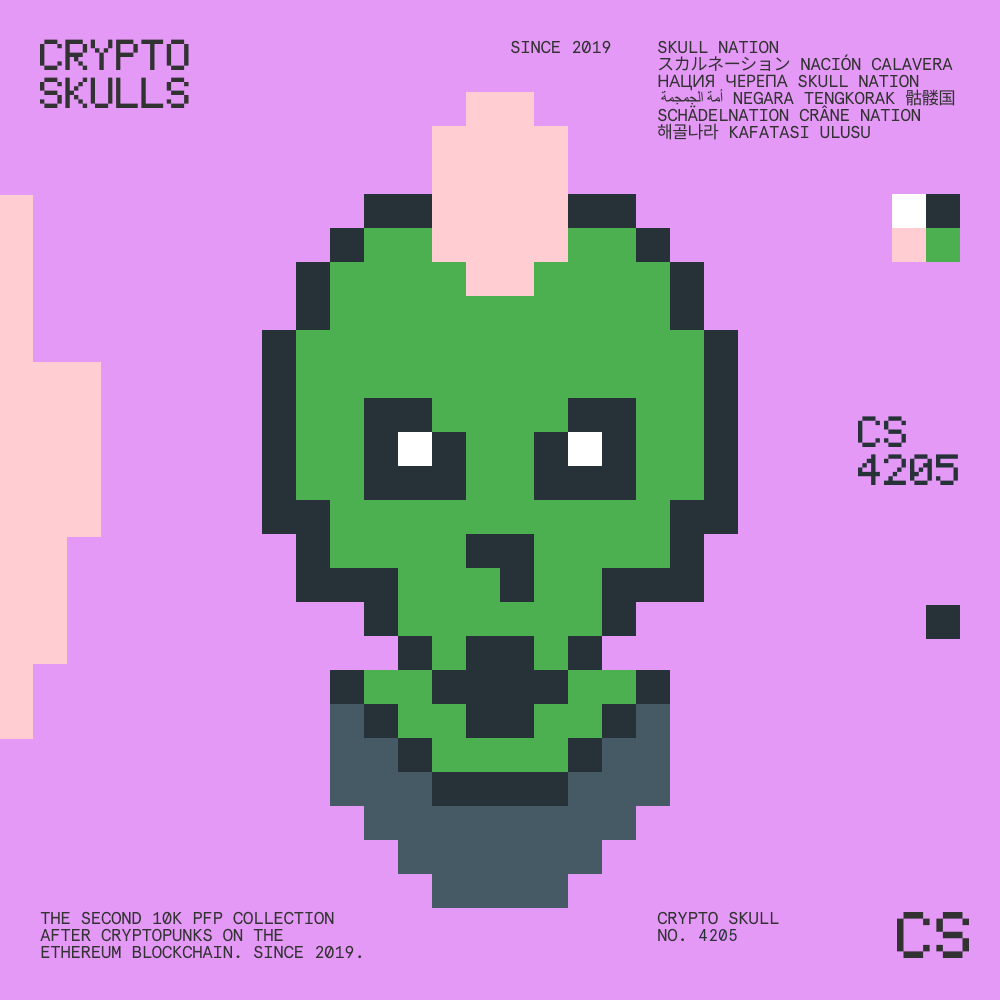 CRYPTO
SKULLS
SINCE 2019
SKULL NATION
スカルネーション NACIÓN CALAVERA
НАЦИЯ ЧЕРЕПА SKULL NATION
أمة الجمجمة NEGARA TENGKORAK 骷髅国
SCHÄDELNATION CRÂNE NATION
해골나라 KAFATASI ULUSU
CS
4205
THE SECOND 10K PFP COLLECTION
AFTER CRYPTOPUNKS ON THE
ETHEREUM BLOCKCHAIN. SINCE 2019.
CRYPTO SKULL
NO. 4205
CS